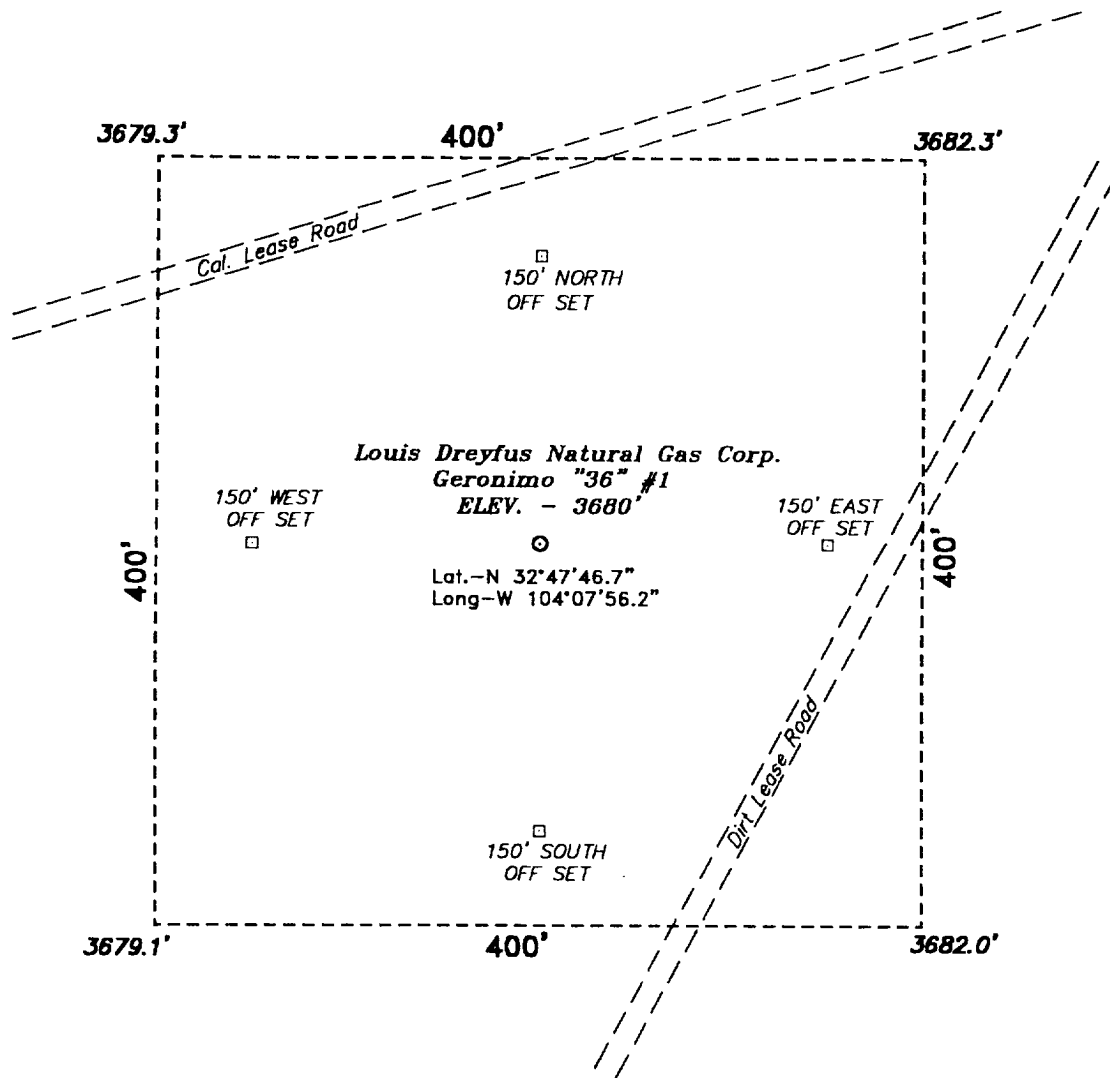 3679.3'
400'
3682.3'
Cal. Lease Road
150' NORTH
OFF SET
Louis Dreyfus Natural Gas Corp.
Geronimo "36" #1
ELEV. - 3680'
150' WEST
OFF SET
150' EAST
OFF SET
400'
400'
Lat.-N 32°47'46.7"
Long-W 104°07'56.2"
Dirt Lease Road
150' SOUTH
OFF SET
3679.1'
400'
3682.0'